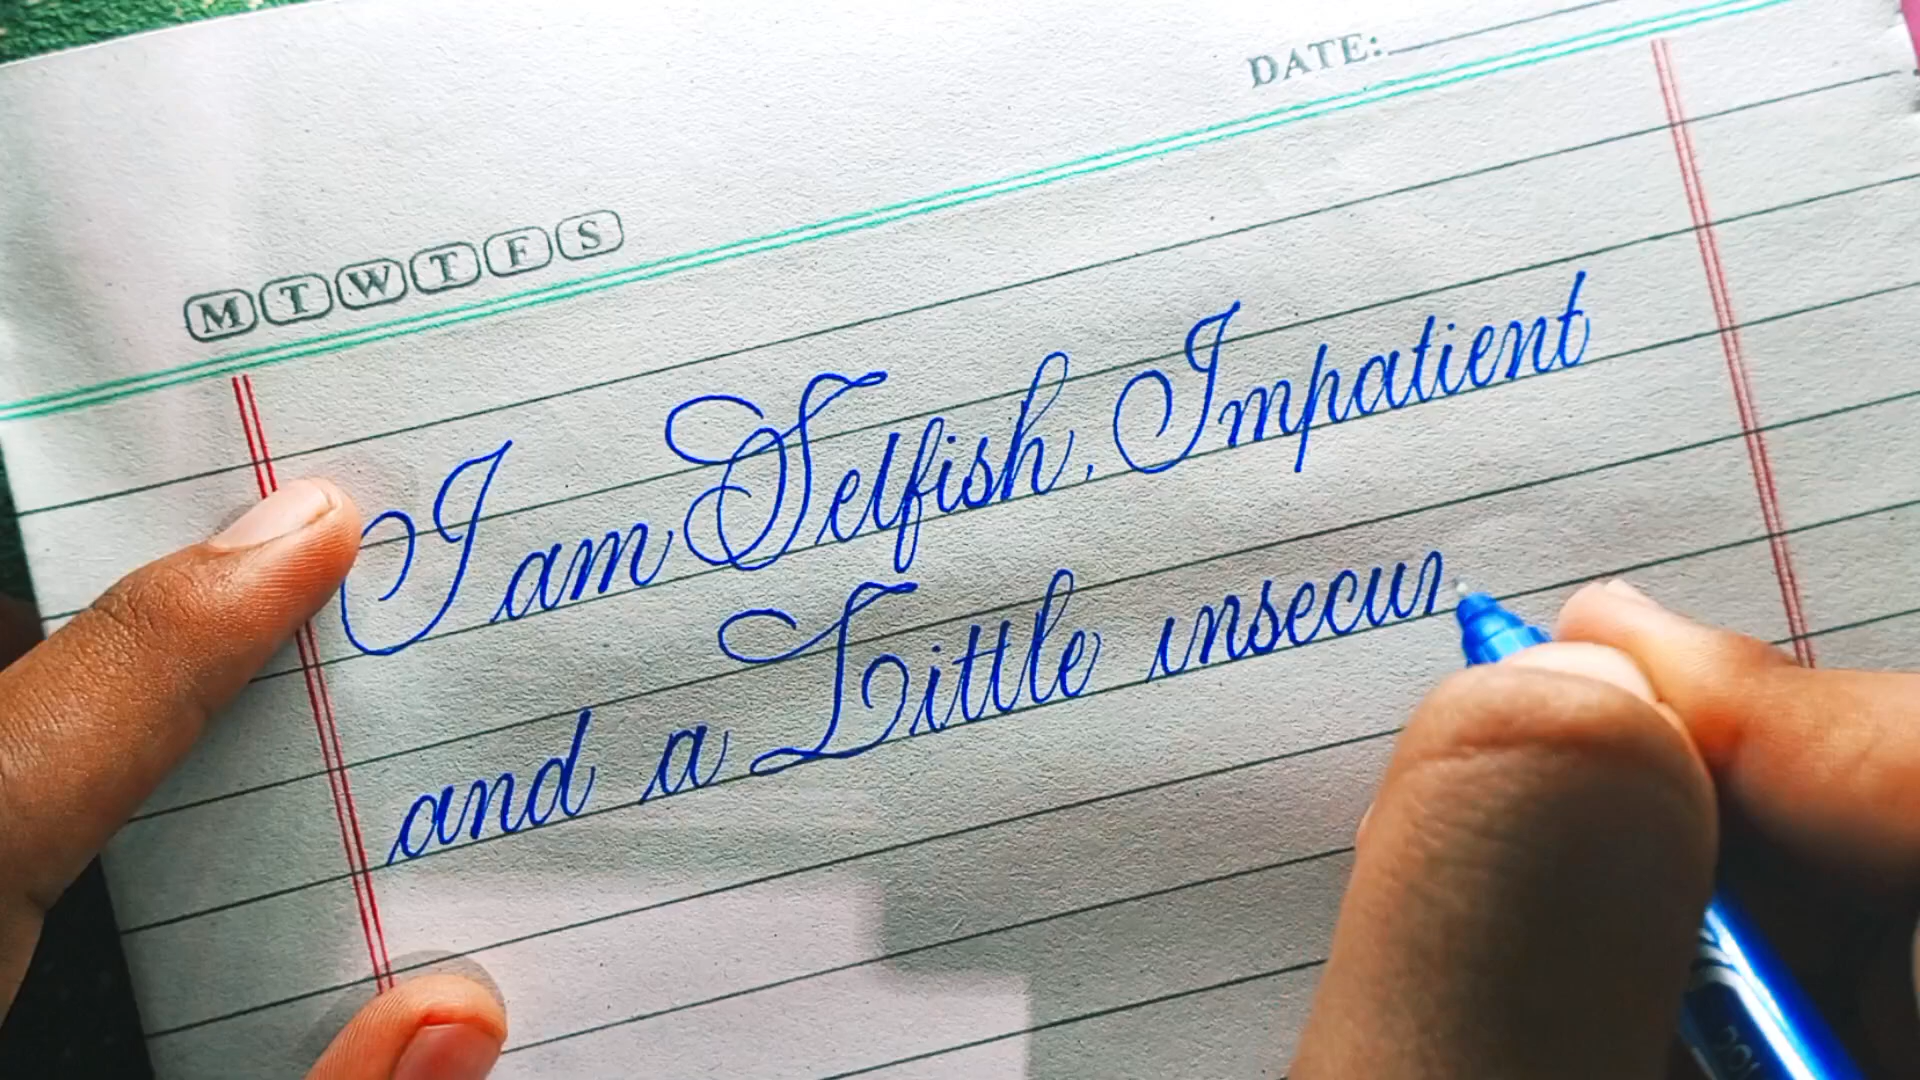 DATE:
M T W T F S
I am Selfish, Impatient
and a Little insecur